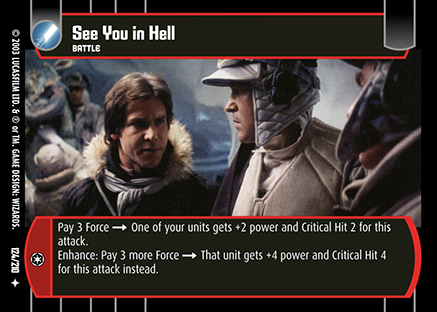 See You in Hell
BATTLE
Pay 3 Force → One of your units gets +2 power and Critical Hit 2 for this
attack.
Enhance: Pay 3 more Force → That unit gets +4 power and Critical Hit 4
for this attack instead.
© 2003 LUCASFILM LTD. & ® or TM. GAME DESIGN: WIZARDS.
124/210